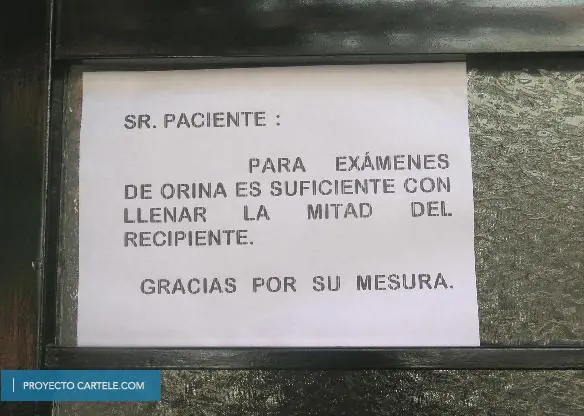 SR. PACIENTE :
PARA EXÁMENES
DE ORINA ES SUFICIENTE CON
LLENAR LA MITAD DEL
RECIPIENTE.
GRACIAS POR SU MESURA.
PROYECTO CARTELE.COM